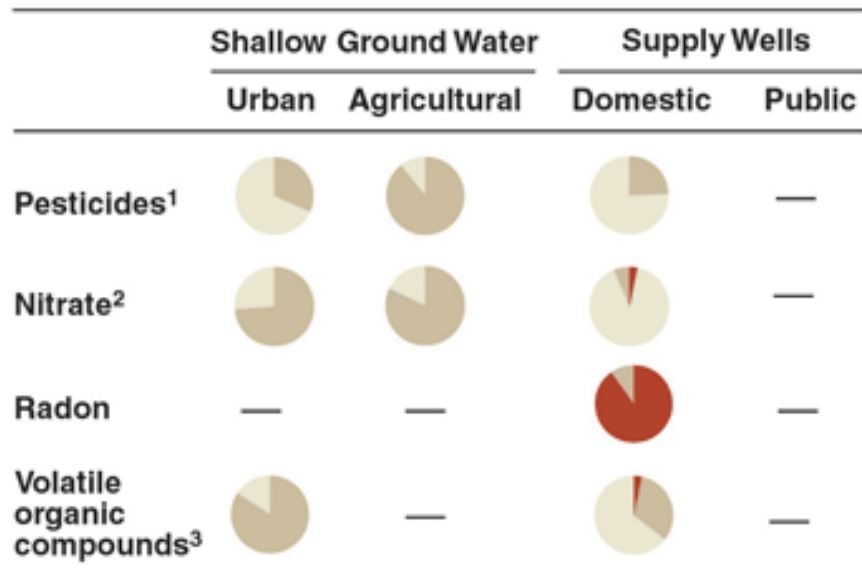 Shallow Ground Water Supply Wells
Urban Agricultural Domestic Public
Pesticides¹ —
Nitrate² —
Radon — — —
Volatile
organic
compounds³ — —